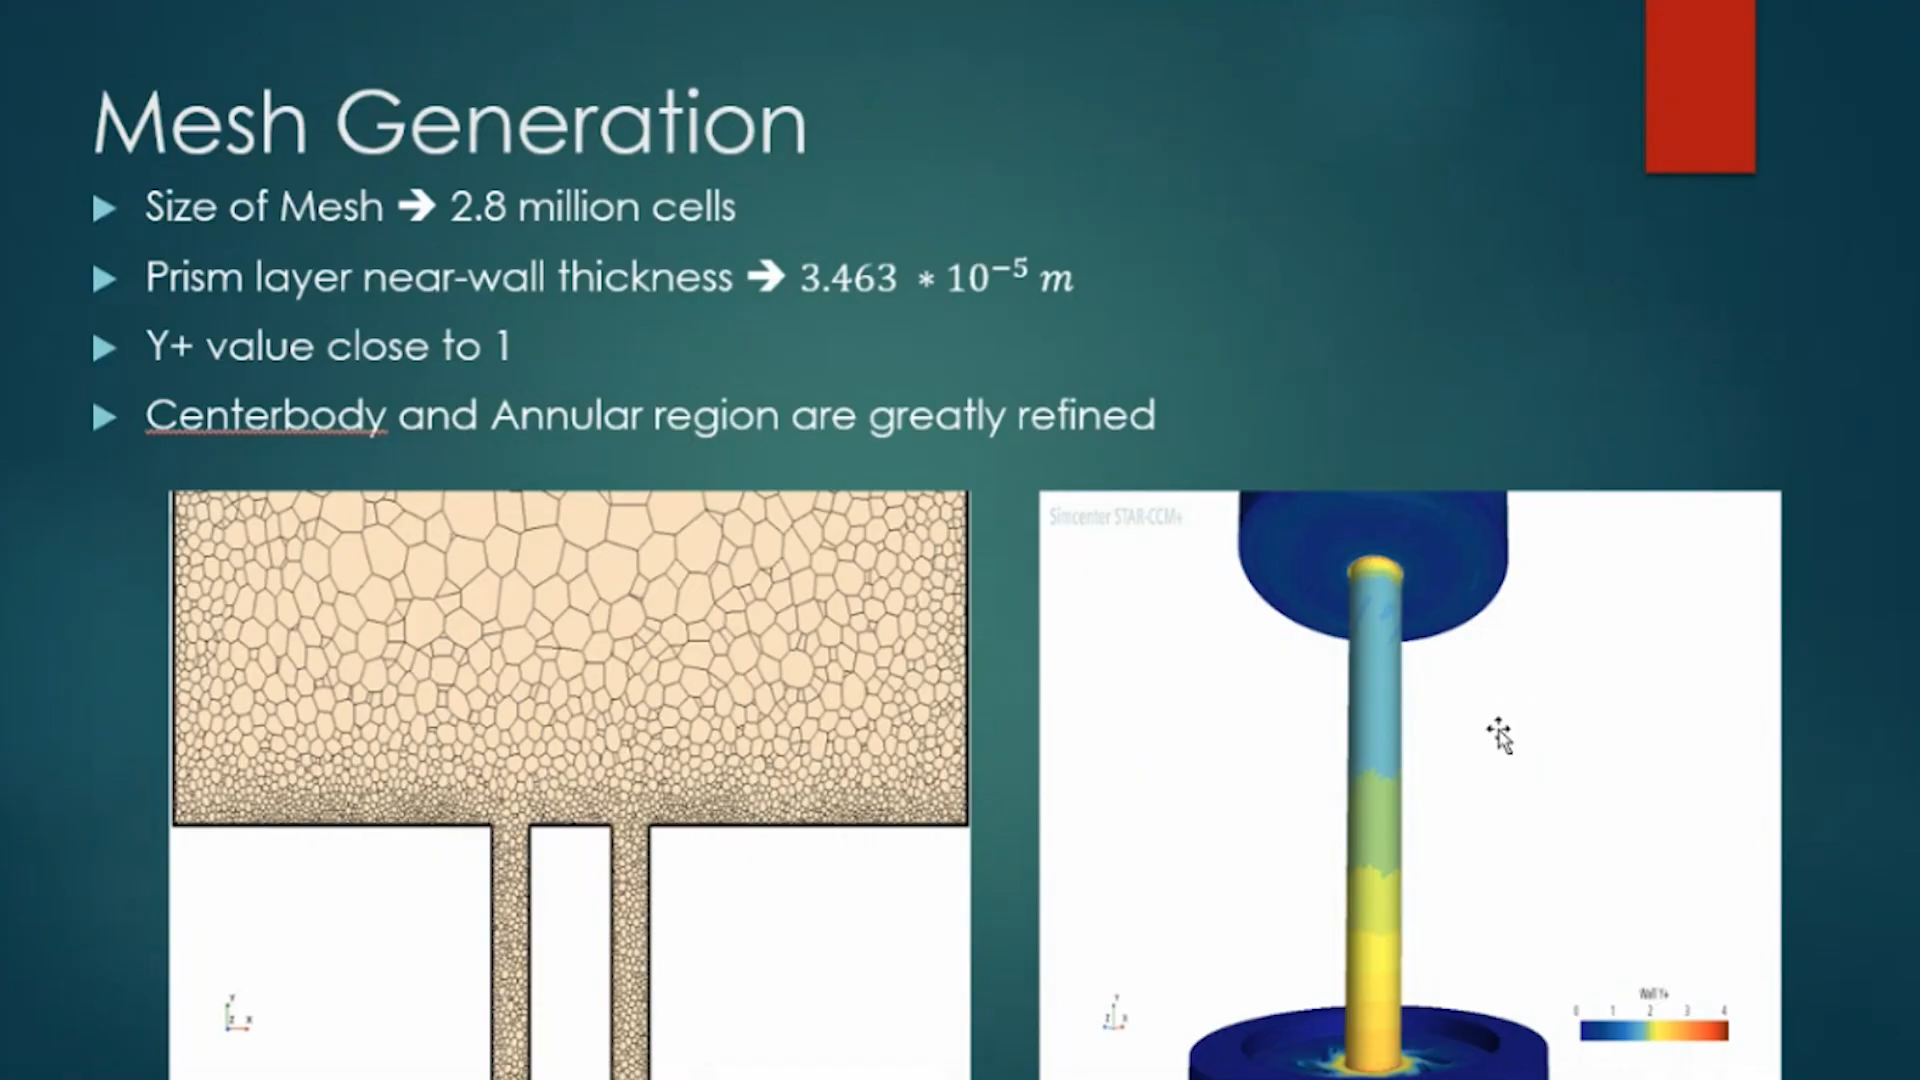 Mesh Generation
Size of Mesh → 2.8 million cells
Prism layer near-wall thickness → 3.463 * 10⁻⁵ m
Y+ value close to 1
Centerbody and Annular region are greatly refined
Simcenter STAR-CCM+
Y
Z X
Y
Z X
Wall Y+
0 1 2 3 4